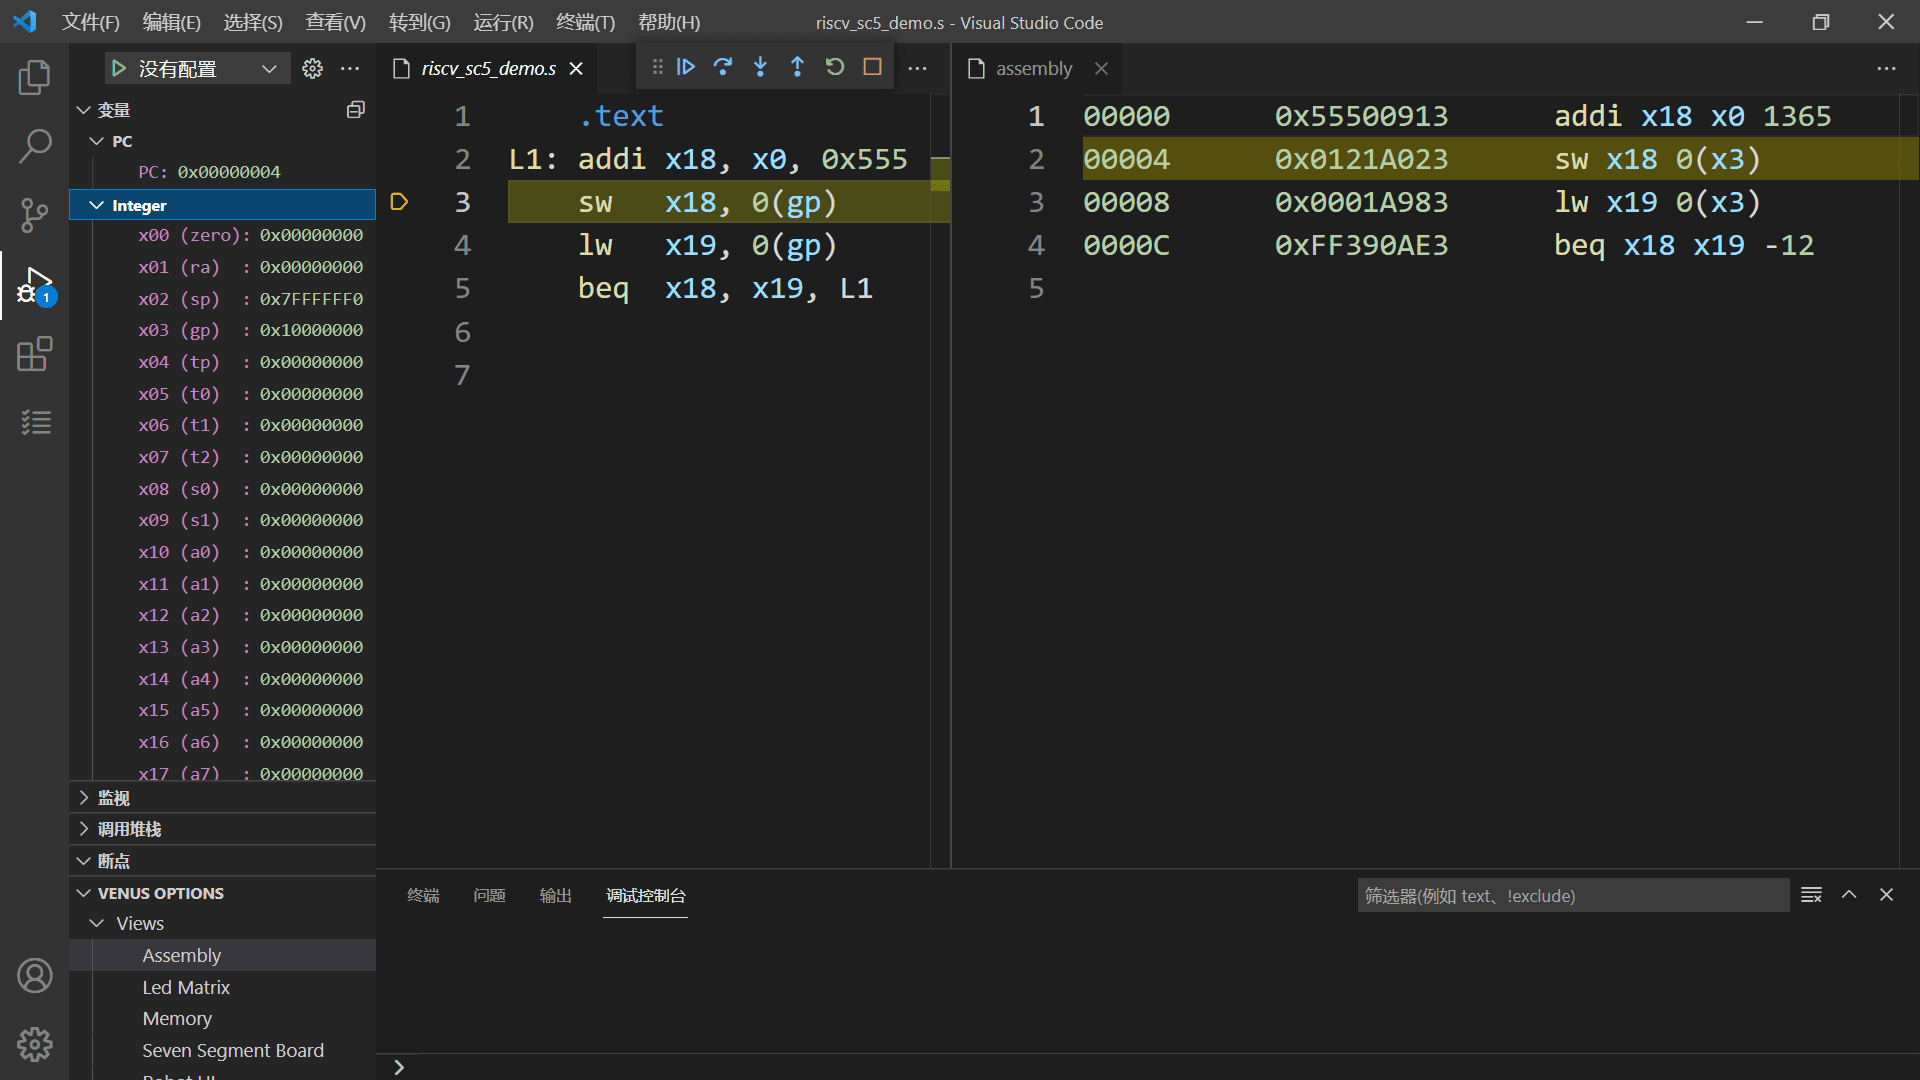 文件(F) 编辑(E) 选择(S) 查看(V) 转到(G) 运行(R) 终端(T) 帮助(H) riscv_sc5_demo.s - Visual Studio Code
没有配置
变量
PC
PC: 0x00000004
Integer
x00 (zero): 0x00000000
x01 (ra) : 0x00000000
x02 (sp) : 0x7FFFFFF0
x03 (gp) : 0x10000000
x04 (tp) : 0x00000000
x05 (t0) : 0x00000000
x06 (t1) : 0x00000000
x07 (t2) : 0x00000000
x08 (s0) : 0x00000000
x09 (s1) : 0x00000000
x10 (a0) : 0x00000000
x11 (a1) : 0x00000000
x12 (a2) : 0x00000000
x13 (a3) : 0x00000000
x14 (a4) : 0x00000000
x15 (a5) : 0x00000000
x16 (a6) : 0x00000000
x17 (a7) : 0x00000000
监视
调用堆栈
断点
VENUS OPTIONS
Views
Assembly
Led Matrix
Memory
Seven Segment Board
1
riscv_sc5_demo.s
1 .text
2 L1: addi x18, x0, 0x555
3 sw x18, 0(gp)
4 lw x19, 0(gp)
5 beq x18, x19, L1
6
7
assembly
1 00000 0x55500913 addi x18 x0 1365
2 00004 0x0121A023 sw x18 0(x3)
3 00008 0x0001A983 lw x19 0(x3)
4 0000C 0xFF390AE3 beq x18 x19 -12
5
终端 问题 输出 调试控制台 筛选器(例如 text、!exclude)